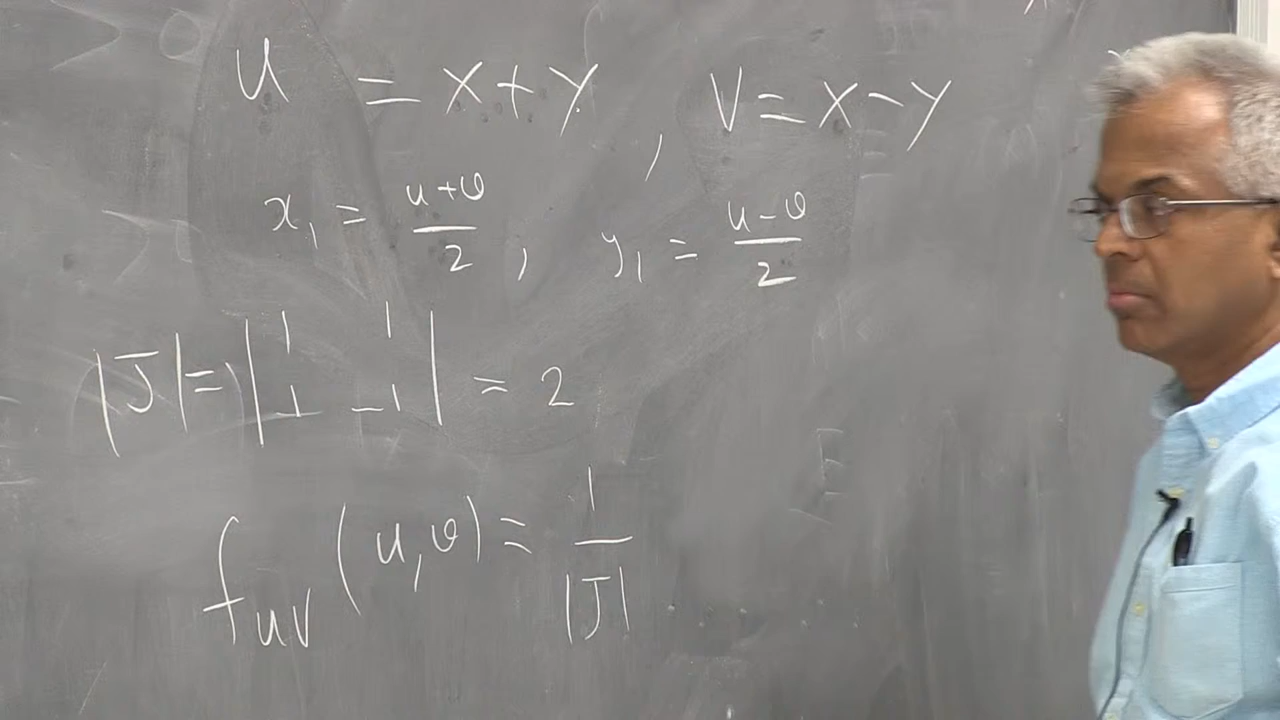 U = X + Y , V = X - Y
x₁ = (u+v)/2 , y₁ = (u-v)/2
|J| = |1 1; 1 -1| = 2
f_UV (u,v) = 1/|J|